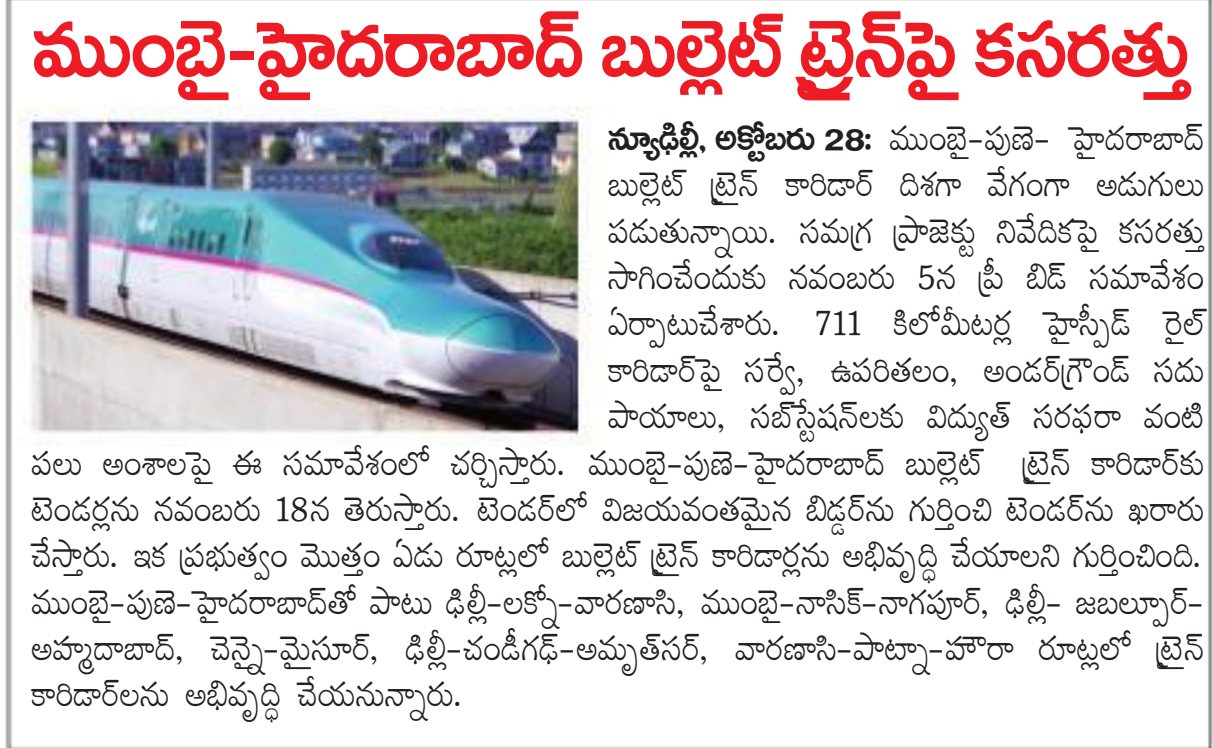 ముంబై-హైదరాబాద్ బుల్లెట్ ట్రైన్‌పై కసరత్తు
న్యూఢిల్లీ, అక్టోబరు 28: ముంబై-పుణె- హైదరాబాద్
బుల్లెట్ ట్రైన్ కారిడార్ దిశగా వేగంగా అడుగులు
పడుతున్నాయి. సమగ్ర ప్రాజెక్టు నివేదికపై కసరత్తు
సాగించేందుకు నవంబరు 5న ప్రీ బిడ్ సమావేశం
ఏర్పాటుచేశారు. 711 కిలోమీటర్ల హైస్పీడ్ రైల్
కారిడార్‌పై సర్వే, ఉపరితలం, అండర్‌గ్రౌండ్ సదు
పాయాలు, సబ్‌స్టేషన్‌లకు విద్యుత్ సరఫరా వంటి
పలు అంశాలపై ఈ సమావేశంలో చర్చిస్తారు. ముంబై-పుణె-హైదరాబాద్ బుల్లెట్ ట్రైన్ కారిడార్‌కు
టెండర్లను నవంబరు 18న తెరుస్తారు. టెండర్‌లో విజయవంతమైన బిడ్డర్‌ను గుర్తించి టెండర్‌ను ఖరారు
చేస్తారు. ఇక ప్రభుత్వం మొత్తం ఏడు రూట్లలో బుల్లెట్ ట్రైన్ కారిడార్లను అభివృద్ధి చేయాలని గుర్తించింది.
ముంబై-పుణె-హైదరాబాద్‌తో పాటు ఢిల్లీ-లక్నో-వారణాసి, ముంబై-నాసిక్-నాగపూర్, ఢిల్లీ- జబల్పూర్-
అహ్మదాబాద్, చెన్నై-మైసూర్, ఢిల్లీ-చండీగఢ్-అమృత్‌సర్, వారణాసి-పాట్నా-హౌరా రూట్లలో ట్రైన్
కారిడార్‌లను అభివృద్ధి చేయనున్నారు.